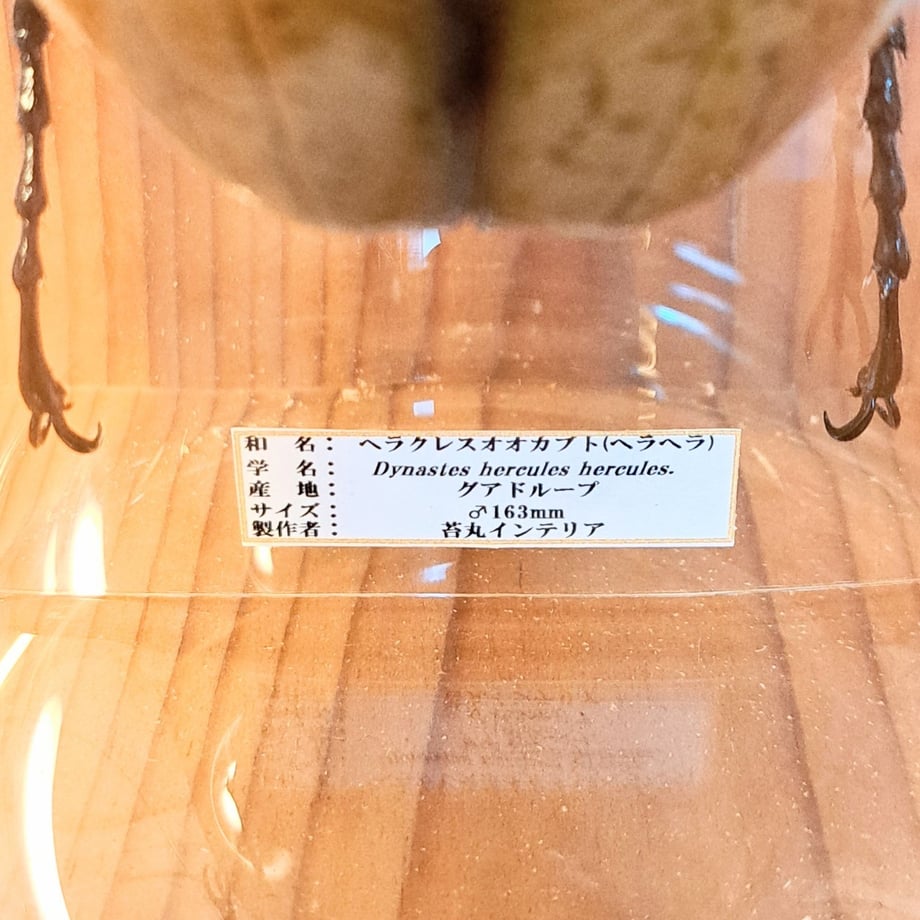 和 名： ヘラクレスオオカブト(ヘラヘラ)
学 名： Dynastes hercules hercules.
産 地： グアドループ
サイズ： ♂163mm
製作者： 苔丸インテリア